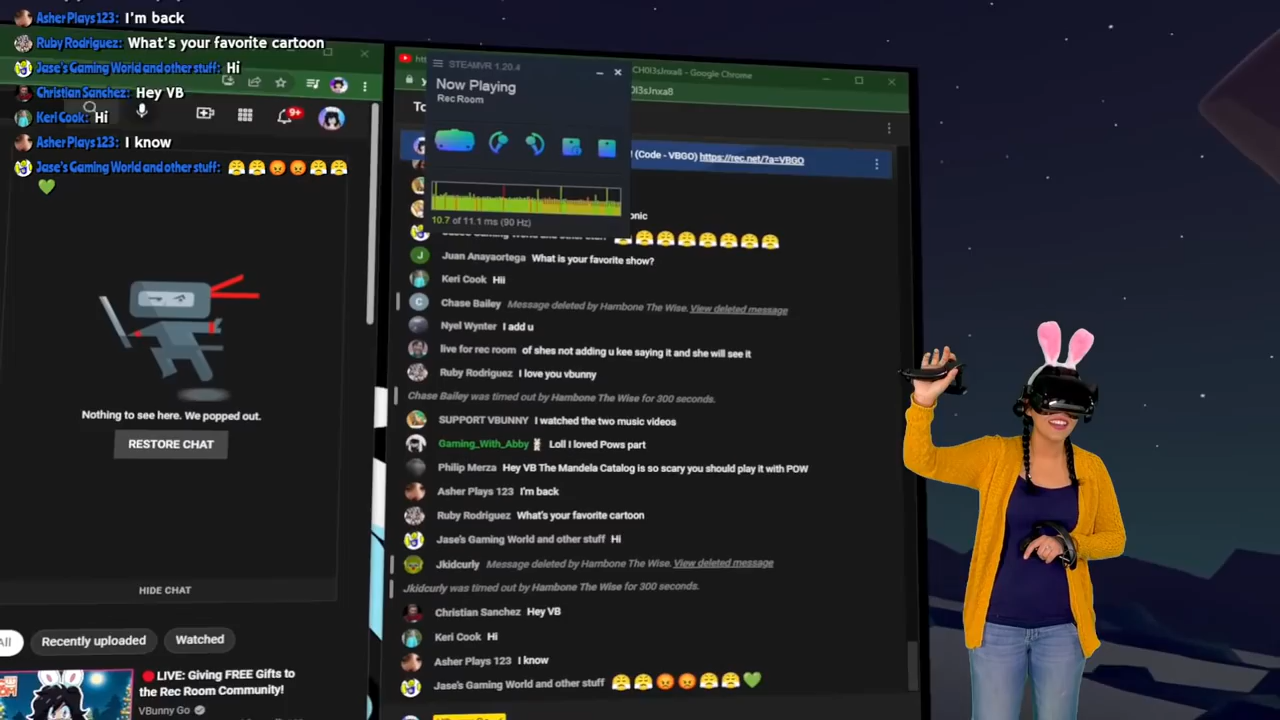 Asher Plays 123: I'm back
Ruby Rodriguez: What's your favorite cartoon
Jase's Gaming World and other stuff: Hi
Christian Sanchez: Hey VB
Keri Cook: Hi
Asher Plays 123: I know
Jase's Gaming World and other stuff: 😤😤😡😡😤😤
💚
9+
Nothing to see here. We popped out.
RESTORE CHAT
HIDE CHAT
All
Recently uploaded
Watched
LIVE: Giving FREE Gifts to
the Rec Room Community!
VBunny Go
STEAMVR 1.20.4
Now Playing
Rec Room
10.7 of 11.1 ms (90 Hz)
CH0l3sJnxa8 - Google Chrome
0l3sJnxa8
To
(Code - VBGO) https://rec.net/?a=VBGO
onic
😤😤😤😤😤😤😤😤
Juan Anayaortega What is your favorite show?
Keri Cook Hii
Chase Bailey Message deleted by Hambone The Wise. View deleted message
Nyel Wynter I add u
live for rec room of shes not adding u kee saying it and she will see it
Ruby Rodriguez I love you vbunny
Chase Bailey was timed out by Hambone The Wise for 300 seconds.
SUPPORT VBUNNY I watched the two music videos
Gaming_With_Abby Loll I loved Pows part
Philip Merza Hey VB The Mandela Catalog is so scary you should play it with POW
Asher Plays 123 I'm back
Ruby Rodriguez What's your favorite cartoon
Jase's Gaming World and other stuff Hi
Jkidcurly Message deleted by Hambone The Wise. View deleted message
Jkidcurly was timed out by Hambone The Wise for 300 seconds.
Christian Sanchez Hey VB
Keri Cook Hi
Asher Plays 123 I know
Jase's Gaming World and other stuff 😤😤😡😡😤😤💚